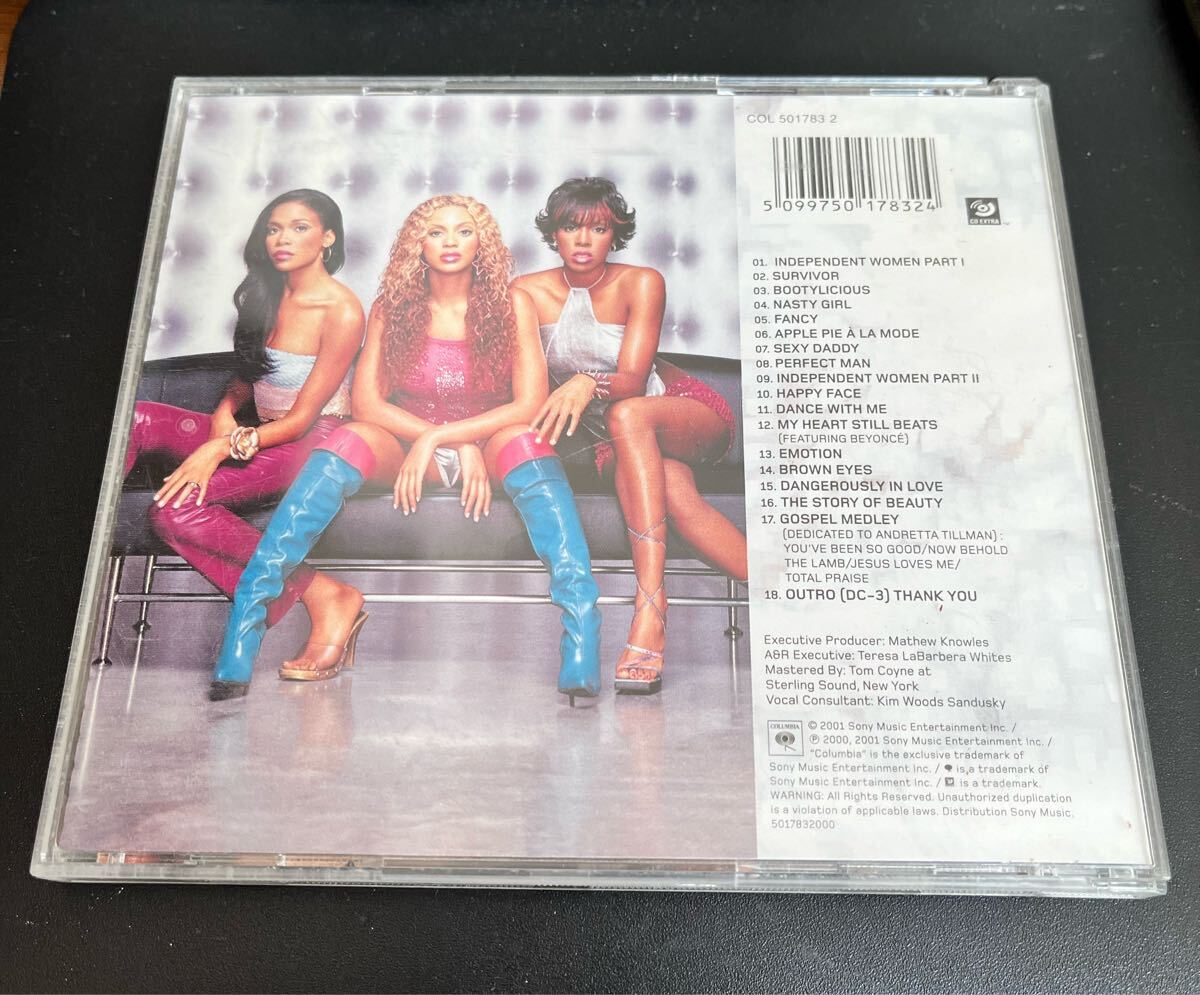 COL 501783 2
5 099750 178324
CD EXTRA
01. INDEPENDENT WOMEN PART I
02. SURVIVOR
03. BOOTYLICIOUS
04. NASTY GIRL
05. FANCY
06. APPLE PIE À LA MODE
07. SEXY DADDY
08. PERFECT MAN
09. INDEPENDENT WOMEN PART II
10. HAPPY FACE
11. DANCE WITH ME
12. MY HEART STILL BEATS
(FEATURING BEYONCÉ)
13. EMOTION
14. BROWN EYES
15. DANGEROUSLY IN LOVE
16. THE STORY OF BEAUTY
17. GOSPEL MEDLEY
(DEDICATED TO ANDRETTA TILLMAN) :
YOU'VE BEEN SO GOOD/NOW BEHOLD
THE LAMB/JESUS LOVES ME/
TOTAL PRAISE
18. OUTRO (DC-3) THANK YOU
Executive Producer: Mathew Knowles
A&R Executive: Teresa LaBarbera Whites
Mastered By: Tom Coyne at
Sterling Sound, New York
Vocal Consultant: Kim Woods Sandusky
COLUMBIA
© 2001 Sony Music Entertainment Inc. /
℗ 2000, 2001 Sony Music Entertainment Inc. /
"Columbia" is the exclusive trademark of
Sony Music Entertainment Inc. / is a trademark of
Sony Music Entertainment Inc. / is a trademark.
WARNING: All Rights Reserved. Unauthorized duplication
is a violation of applicable laws. Distribution Sony Music.
5017832000